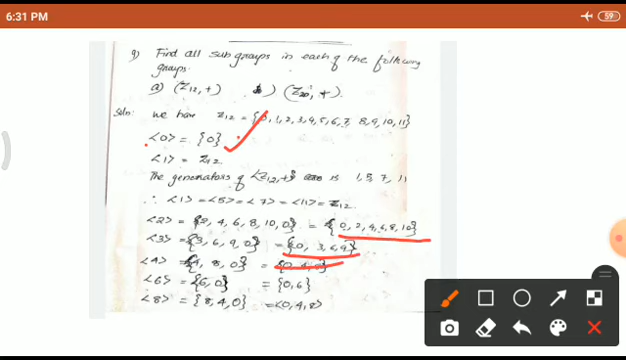 6:31 PM
59
9) Find all subgroups in each of the following
groups.
a) (Z12, +) b) (Z20, +).
Soln: We have Z12 = {0, 1, 2, 3, 4, 5, 6, 7, 8, 9, 10, 11}
<0> = {0}
<1> = Z12
The generators of <Z12, +> is 1, 5, 7, 11
∴ <1> = <5> = <7> = <11> = Z12
<2> = {2, 4, 6, 8, 10, 0} = {0, 2, 4, 6, 8, 10}
<3> = {3, 6, 9, 0} = {0, 3, 6, 9}
<4> = {4, 8, 0} = {0, 4, 8}
<6> = {6, 0} = {0, 6}
<8> = {8, 4, 0} = <0, 4, 8>